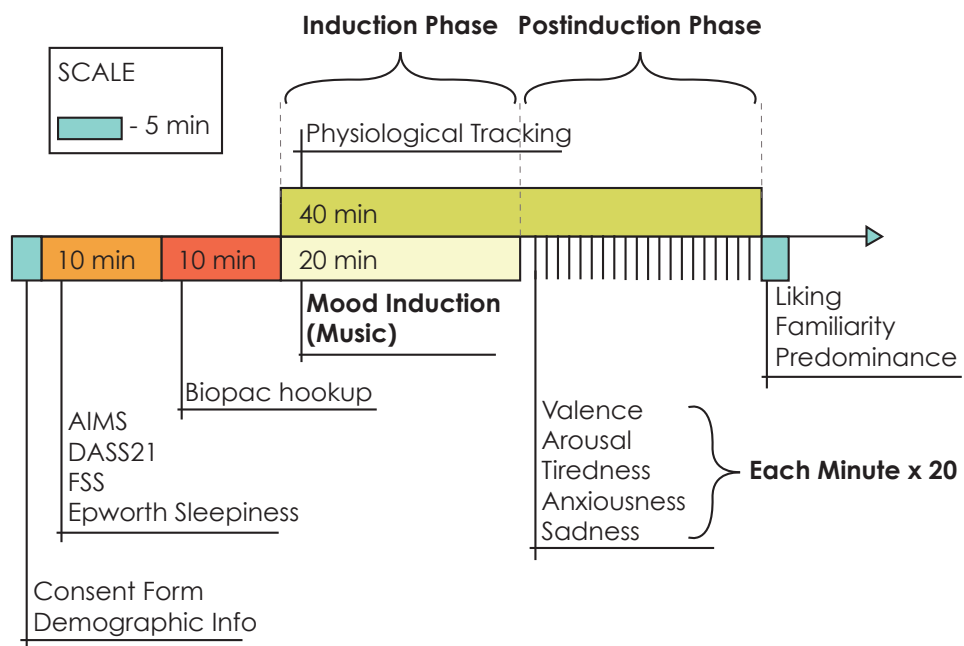 Induction Phase
Postinduction Phase
SCALE
- 5 min
Physiological Tracking
40 min
10 min
10 min
20 min
Mood Induction
(Music)
Liking
Familiarity
Predominance
Biopac hookup
AIMS
DASS21
FSS
Epworth Sleepiness
Valence
Arousal
Tiredness
Anxiousness
Sadness
Each Minute x 20
Consent Form
Demographic Info